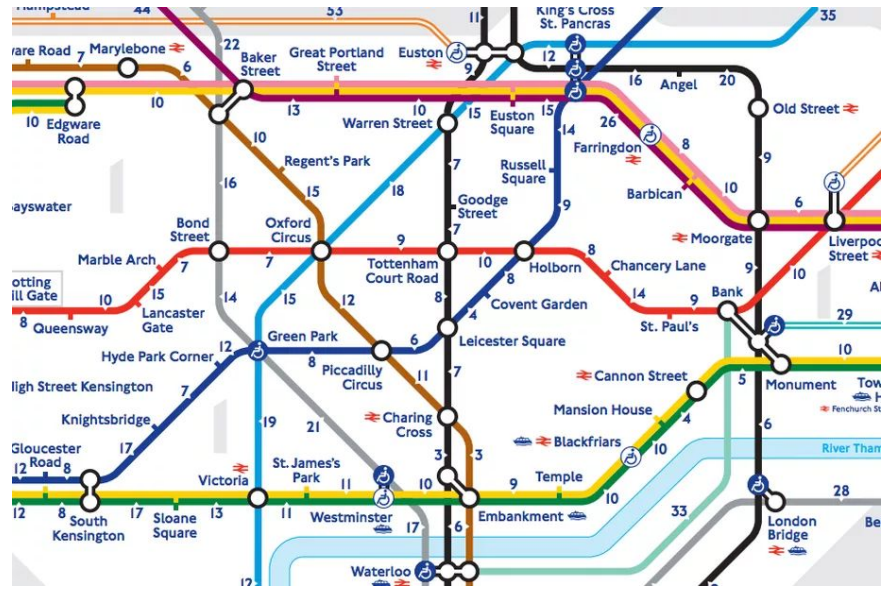 Hampstead
44
53
11
King's Cross
St. Pancras
35
ware Road
7
Marylebone
6
22
Baker
Street
Great Portland
Street
Euston
9
12
16
Angel
20
10
13
10
15
15
Euston
Square
14
26
Old Street
10
Edgware
Road
Warren Street
Farringdon
8
10
Regent's Park
7
Russell
Square
9
16
15
18
Barbican
10
6
ayswater
Goodge
Street
9
Bond
Street
Oxford
Circus
7
Moorgate
Liverpoo
Street
Marble Arch
7
7
9
Tottenham
Court Road
10
Holborn
8
Chancery Lane
9
10
otting
ill Gate
10
15
Lancaster
Gate
14
15
12
8
8
4
Covent Garden
14
9
Bank
8
Queensway
St. Paul's
29
Hyde Park Corner
12
Green Park
8
6
Leicester Square
Piccadilly
Circus
11
7
10
ligh Street Kensington
7
Cannon Street
5
Monument
Tow
H
Fenchurch St
Knightsbridge
19
21
Charing
Cross
Mansion House
4
6
17
Gloucester
Road
Blackfriars
10
River Tham
12
8
Victoria
St. James's
Park
11
3
3
10
9
Temple
10
28
12
8
South
Kensington
17
Sloane
Square
13
11
Westminster
Embankment
33
17
6
London
Bridge
Be
12
Waterloo